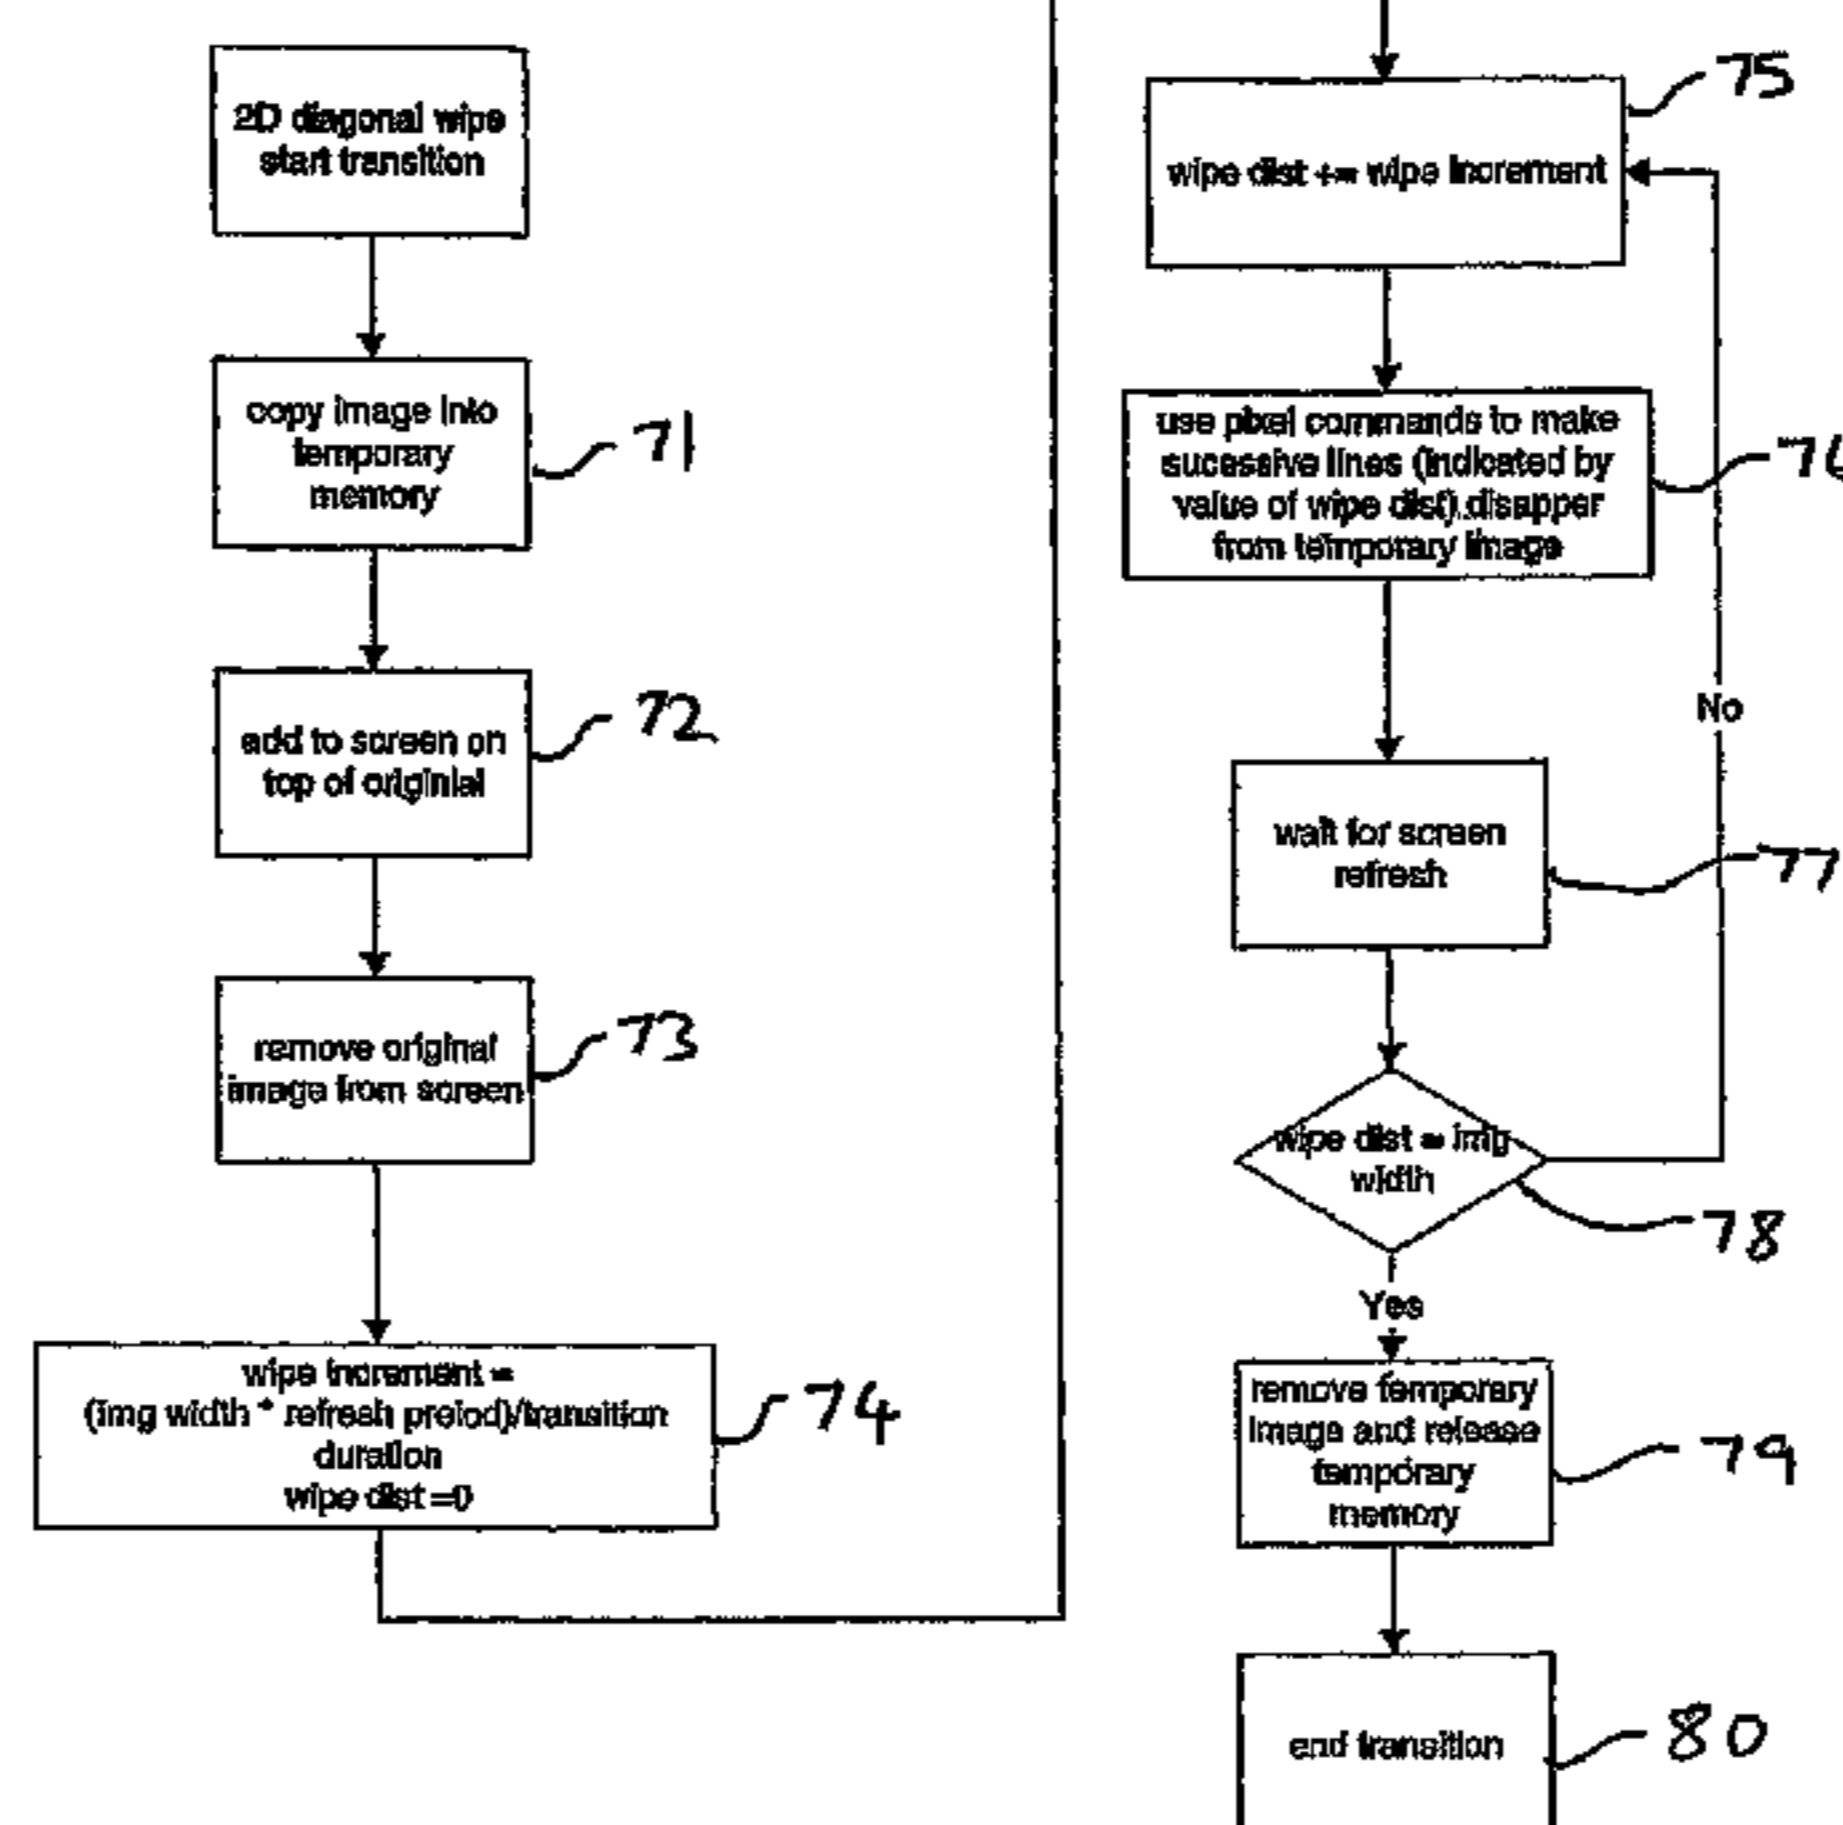 2D diagonal wipe
start transition
copy image into
temporary
memory
71
add to screen on
top of originial
72
remove original
image from screen
73
wipe increment =
(img width * refresh preiod)/transition
duration
wipe dist =0
74
wipe dist += wipe increment
75
use pixel commands to make
sucessive lines (indicated by
value of wipe dist) disapper
from temporary image
wait for screen
refresh
77
No
wipe dist = img
width
78
Yes
remove temporary
image and release
temporary
memory
79
end transition
80